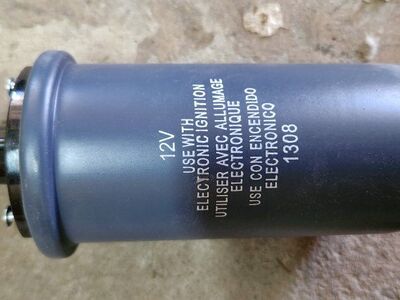 12V
USE WITH
ELECTRONIC IGNITION
UTILISER AVEC ALLUMAGE
ELECTRONIQUE
USE CON ENCENDIDO
ELECTRONICO
1308